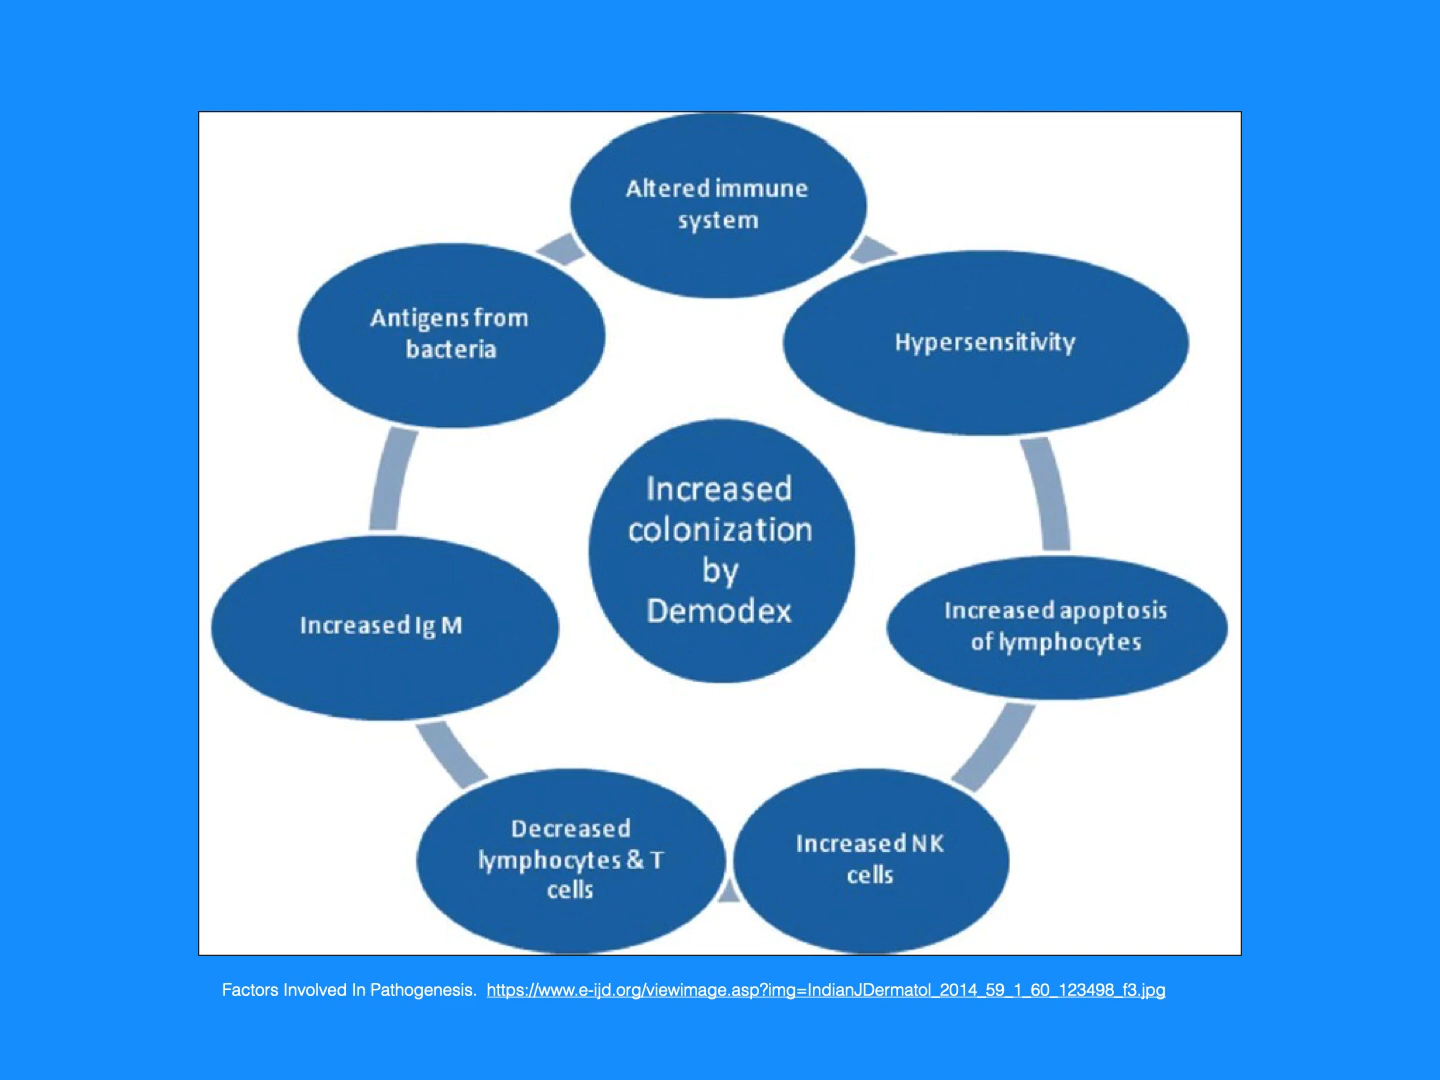 Altered immune
system
Antigens from
bacteria
Hypersensitivity
Increased
colonization
by
Demodex
Increased Ig M
Increased apoptosis
of lymphocytes
Decreased
lymphocytes & T
cells
Increased NK
cells
Factors Involved In Pathogenesis. https://www.e-ijd.org/viewimage.asp?img=IndianJDermatol_2014_59_1_60_123498_f3.jpg